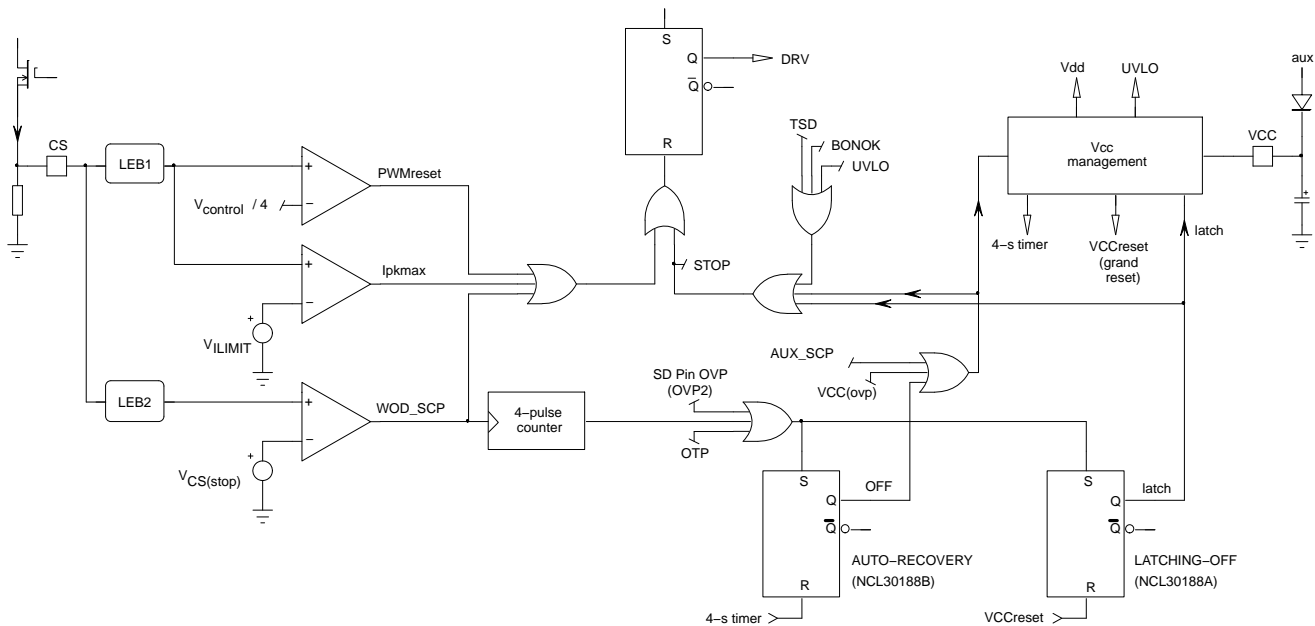 S
Q
DRV
Q
R
aux
Vdd
UVLO
TSD
BONOK
UVLO
CS
LEB1
+
−
PWMreset
Vcontrol / 4
Vcc
management
VCC
+
4−s timer
VCCreset
(grand
reset)
latch
STOP
+
−
Ipkmax
+
VILIMIT
AUX_SCP
VCC(ovp)
SD Pin OVP
(OVP2)
OTP
LEB2
+
−
WOD_SCP
4−pulse
counter
+
VCS(stop)
S
Q
OFF
Q
R
AUTO−RECOVERY
(NCL30188B)
4−s timer
S
Q
latch
Q
R
LATCHING−OFF
(NCL30188A)
VCCreset